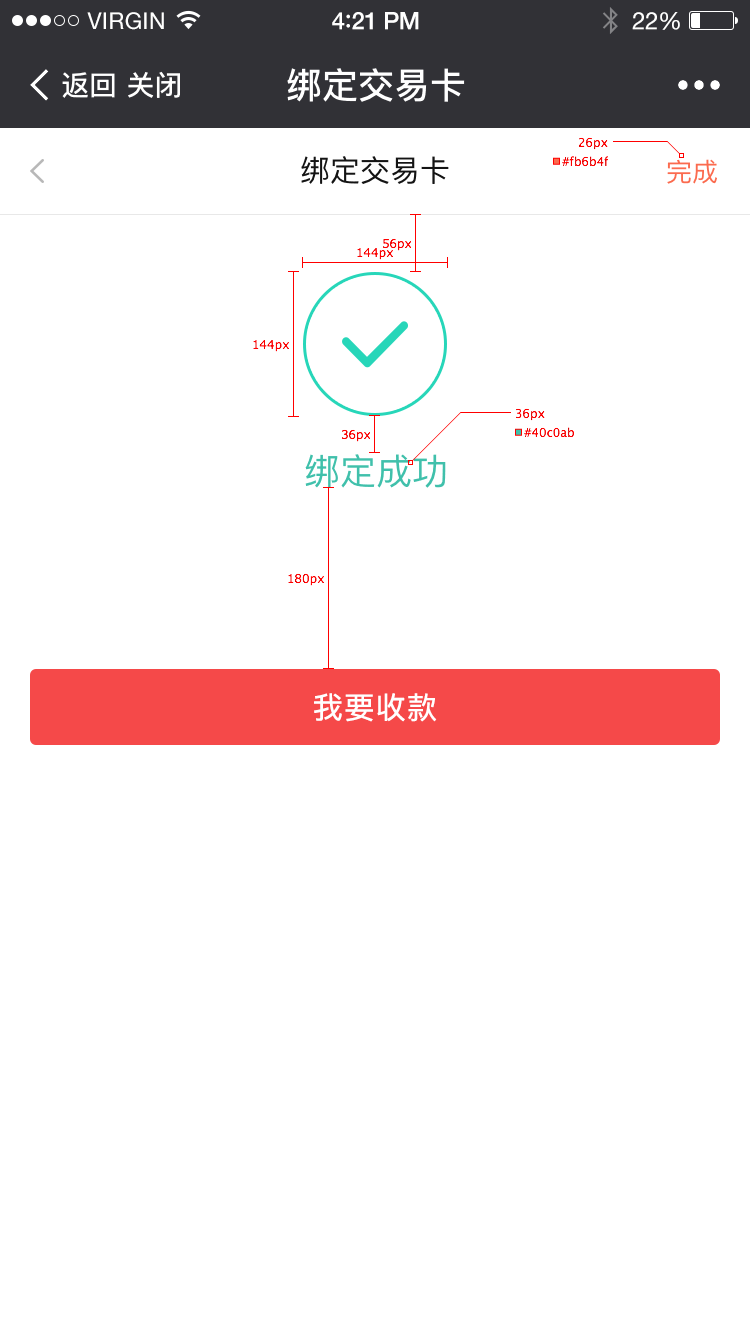 VIRGIN 4:21 PM 22%
返回 关闭 绑定交易卡
26px
#fb6b4f
绑定交易卡 完成
56px
144px
144px
36px
#40c0ab
36px
绑定成功
180px
我要收款